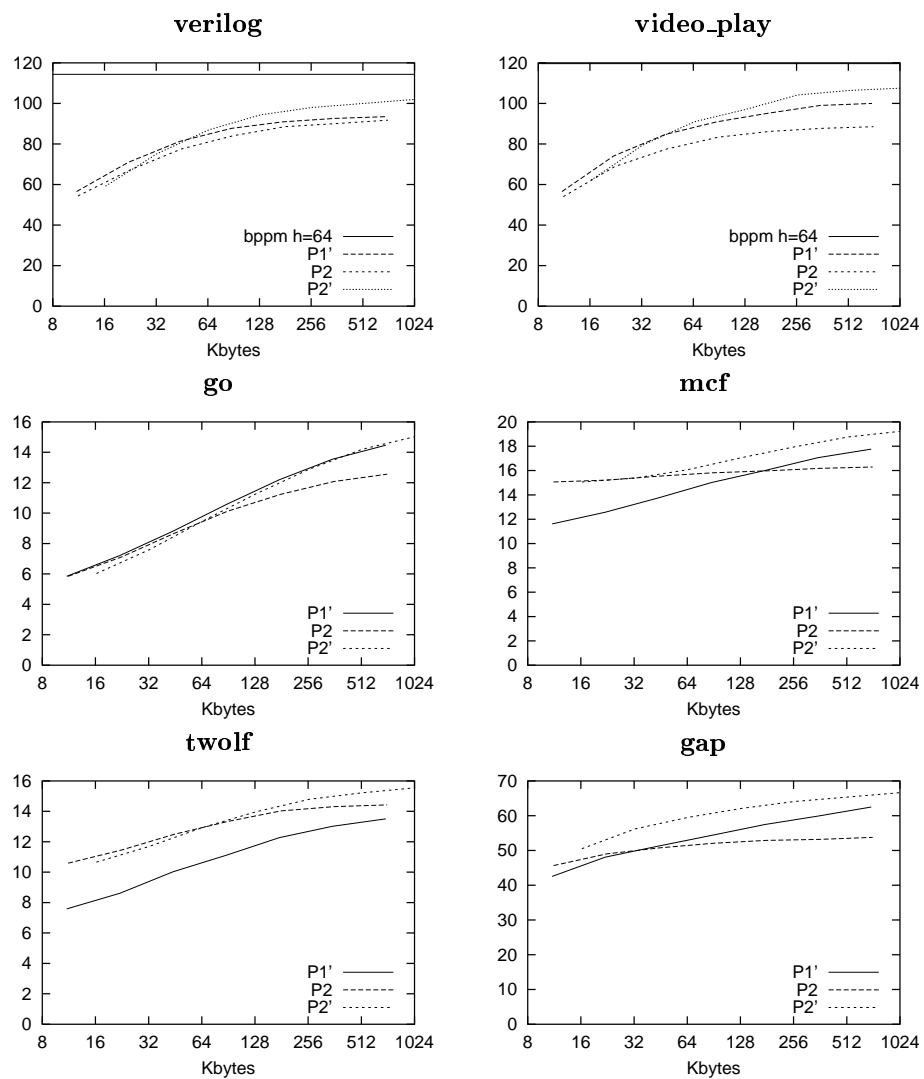 verilog
120
100
80
60
40
20
0
bppm h=64
P1'
P2
P2'
8 16 32 64 128 256 512 1024
Kbytes
video_play
120
100
80
60
40
20
0
bppm h=64
P1'
P2
P2'
8 16 32 64 128 256 512 1024
Kbytes
go
16
14
12
10
8
6
4
2
0
P1'
P2
P2'
8 16 32 64 128 256 512 1024
Kbytes
mcf
20
18
16
14
12
10
8
6
4
2
0
P1'
P2
P2'
8 16 32 64 128 256 512 1024
Kbytes
twolf
16
14
12
10
8
6
4
2
0
P1'
P2
P2'
8 16 32 64 128 256 512 1024
Kbytes
gap
70
60
50
40
30
20
10
0
P1'
P2
P2'
8 16 32 64 128 256 512 1024
Kbytes